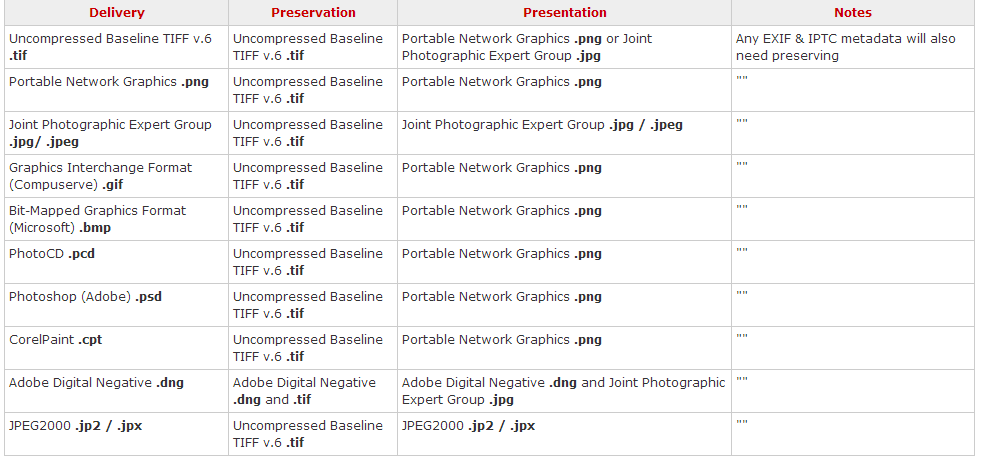 Delivery Preservation Presentation Notes
Uncompressed Baseline TIFF v.6 Uncompressed Baseline Portable Network Graphics .png or Joint Any EXIF & IPTC metadata will also
.tif TIFF v.6 .tif Photographic Expert Group .jpg need preserving
Portable Network Graphics .png Uncompressed Baseline Portable Network Graphics .png ""
TIFF v.6 .tif
Joint Photographic Expert Group Uncompressed Baseline Joint Photographic Expert Group .jpg / .jpeg ""
.jpg/ .jpeg TIFF v.6 .tif
Graphics Interchange Format Uncompressed Baseline Portable Network Graphics .png ""
(Compuserve) .gif TIFF v.6 .tif
Bit-Mapped Graphics Format Uncompressed Baseline Portable Network Graphics .png ""
(Microsoft) .bmp TIFF v.6 .tif
PhotoCD .pcd Uncompressed Baseline Portable Network Graphics .png ""
TIFF v.6 .tif
Photoshop (Adobe) .psd Uncompressed Baseline Portable Network Graphics .png ""
TIFF v.6 .tif
CorelPaint .cpt Uncompressed Baseline Portable Network Graphics .png ""
TIFF v.6 .tif
Adobe Digital Negative .dng Adobe Digital Negative Adobe Digital Negative .dng and Joint Photographic ""
.dng and .tif Expert Group .jpg
JPEG2000 .jp2 / .jpx Uncompressed Baseline JPEG2000 .jp2 / .jpx ""
TIFF v.6 .tif